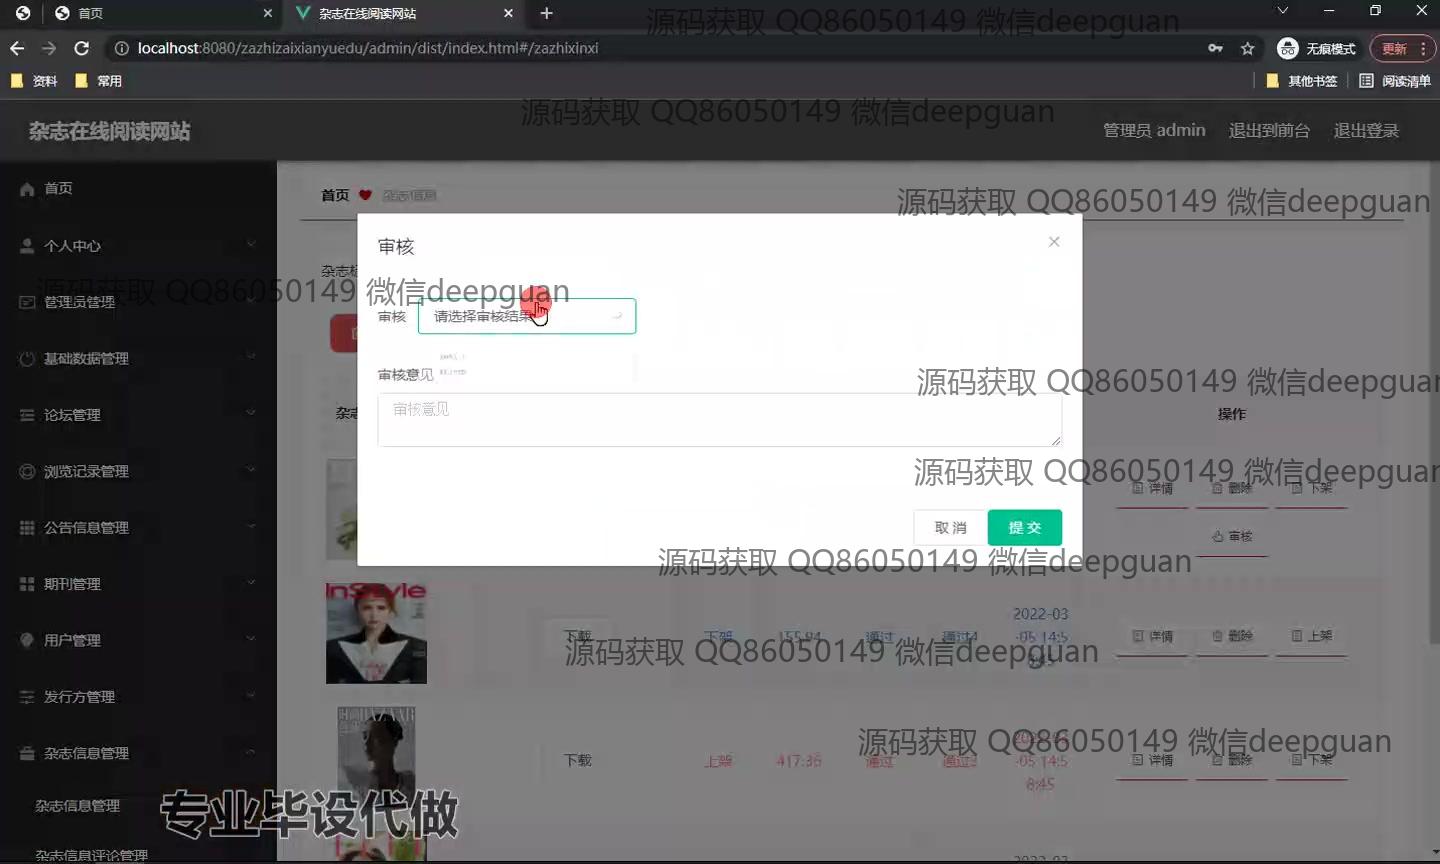 首页
杂志在线阅读网站
localhost:8080/zazhizaixianyuedu/admin/dist/index.html#/zazhixinxi
无痕模式
更新
资料
常用
其他书签
阅读清单
源码获取 QQ86050149 微信deepguan
源码获取 QQ86050149 微信deepguan
杂志在线阅读网站
管理员 admin
退出到前台
退出登录
首页
个人中心
管理员管理
基础数据管理
论坛管理
浏览记录管理
公告信息管理
期刊管理
用户管理
发行方管理
杂志信息管理
杂志信息管理
杂志信息评论管理
首页
杂志信息
源码获取 QQ86050149 微信deepguan
源码获取 QQ86050149 微信deepguan
审核
审核
请选择审核结果
审核意见
审核意见
取消
提交
源码获取 QQ86050149 微信deepguan
操作
源码获取 QQ86050149 微信deepguan
详情
删除
下架
审核
源码获取 QQ86050149 微信deepguan
InStyle
下载
下架
155.94
通过
2022-03
-05 14:5
详情
删除
上架
源码获取 QQ86050149 微信deepguan
源码获取 QQ86050149 微信deepguan
下载
上架
417.36
通过
-05 14:5
8:45
详情
删除
下架
专业毕设代做